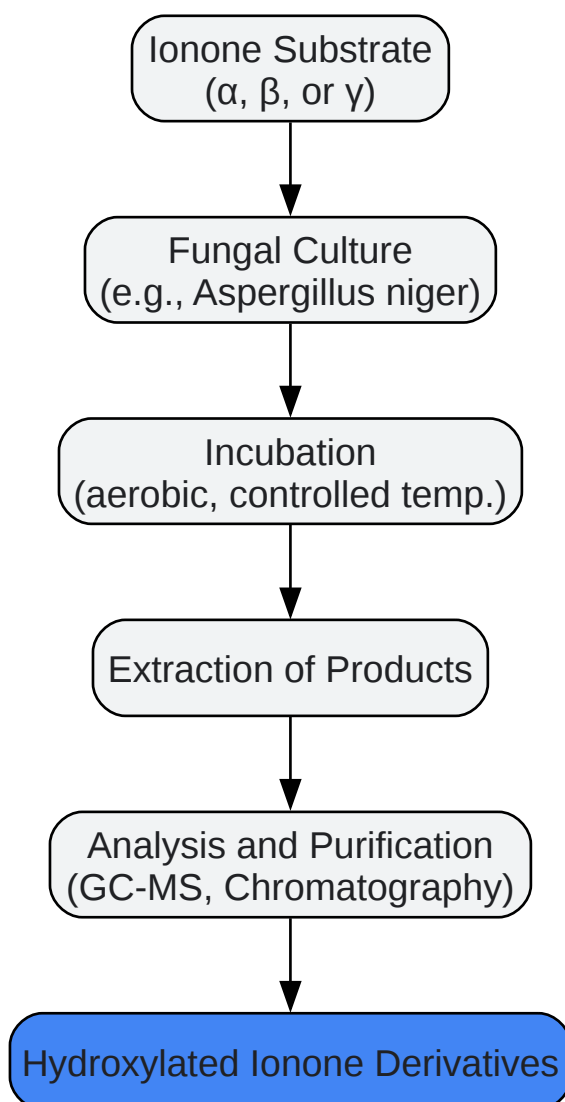 Ionone Substrate
(α, β, or γ)
Fungal Culture
(e.g., Aspergillus niger)
Incubation
(aerobic, controlled temp.)
Extraction of Products
Analysis and Purification
(GC-MS, Chromatography)
Hydroxylated Ionone Derivatives